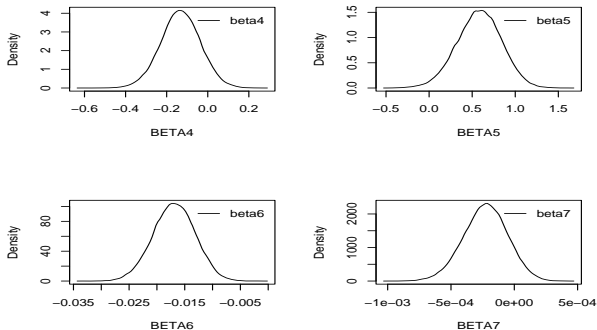 Density
4
3
2
1
0
beta4
−0.6 −0.4 −0.2 0.0 0.2
BETA4
Density
1.5
1.0
0.5
0.0
beta5
−0.5 0.0 0.5 1.0 1.5
BETA5
Density
80
40
0
beta6
−0.035 −0.025 −0.015 −0.005
BETA6
Density
2000
1000
0
beta7
−1e−03 −5e−04 0e+00 5e−04
BETA7